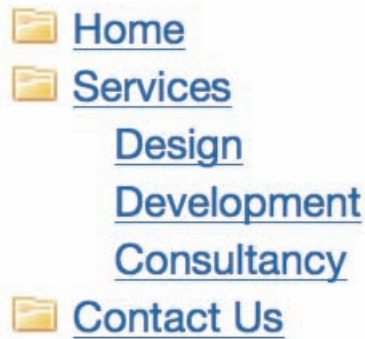 Home
Services
Design
Development
Consultancy
Contact Us